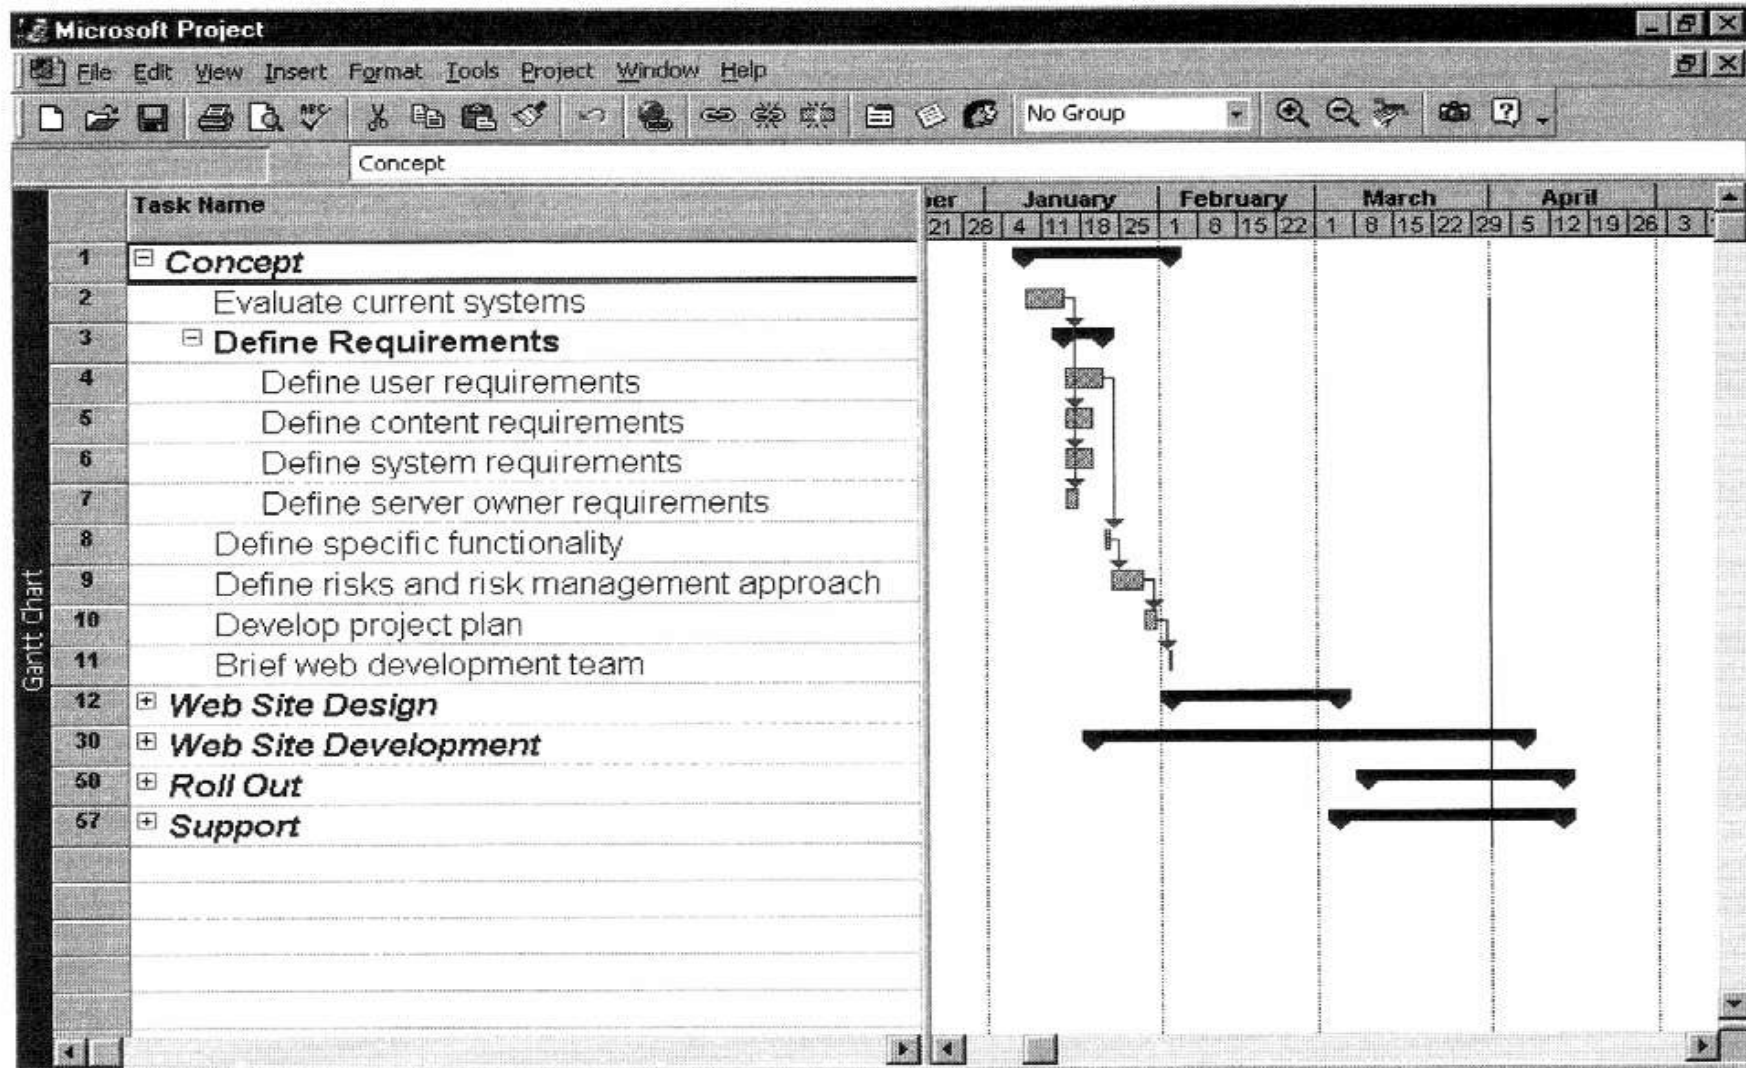 Microsoft Project
File Edit View Insert Format Tools Project Window Help
ABC No Group ?
Concept
Task Name
ber January February March April
21 28 4 11 18 25 1 8 15 22 1 8 15 22 29 5 12 19 26 3
1 Concept
2 Evaluate current systems
3 Define Requirements
4 Define user requirements
5 Define content requirements
6 Define system requirements
7 Define server owner requirements
8 Define specific functionality
9 Define risks and risk management approach
10 Develop project plan
11 Brief web development team
12 Web Site Design
30 Web Site Development
50 Roll Out
57 Support
Gantt Chart